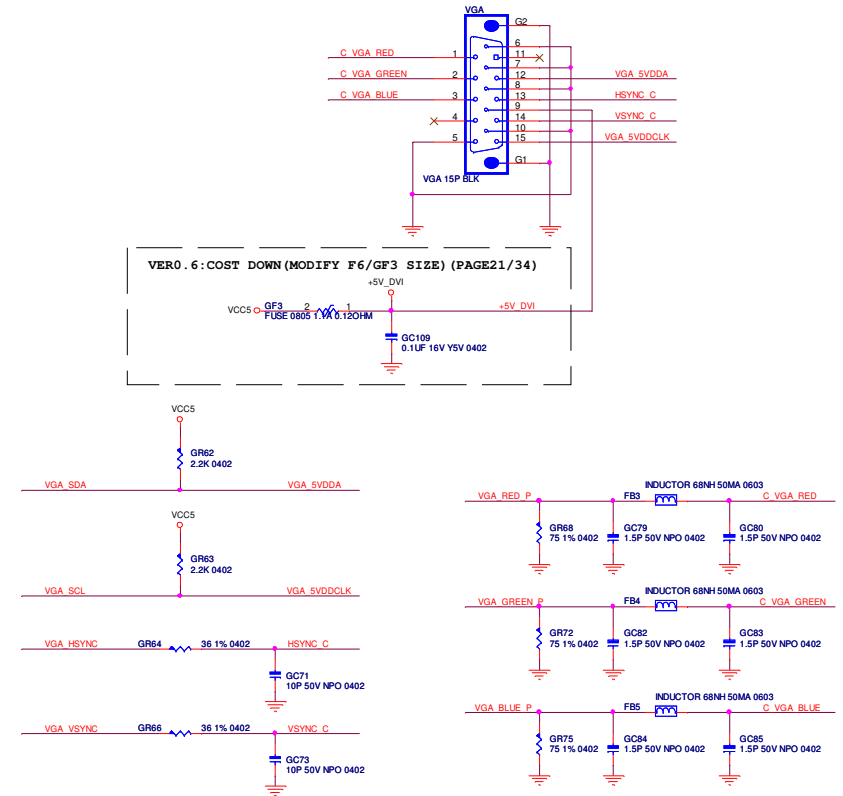 VGA
G2
6
C_VGA_RED 1 11
7
C_VGA_GREEN 2 12 VGA_5VDDA
8
C_VGA_BLUE 3 13 HSYNC_C
9
4 14 VSYNC_C
10
5 15 VGA_5VDDCLK
G1
VGA 15P BLK
VER0.6:COST DOWN(MODIFY F6/GF3 SIZE)(PAGE21/34)
+5V_DVI
VCC5 GF3 2 1 +5V_DVI
FUSE 0805 1.1A 0.12OHM
GC109
0.1UF 16V Y5V 0402
VCC5
GR62
2.2K 0402
VGA_SDA VGA_5VDDA
VCC5
GR63
2.2K 0402
VGA_SCL VGA_5VDDCLK
VGA_HSYNC GR64 36 1% 0402 HSYNC_C
GC71
10P 50V NPO 0402
VGA_VSYNC GR66 36 1% 0402 VSYNC_C
GC73
10P 50V NPO 0402
INDUCTOR 68NH 50MA 0603
VGA_RED_P FB3 C_VGA_RED
GR68 GC79 GC80
75 1% 0402 1.5P 50V NPO 0402 1.5P 50V NPO 0402
INDUCTOR 68NH 50MA 0603
VGA_GREEN_P FB4 C_VGA_GREEN
GR72 GC82 GC83
75 1% 0402 1.5P 50V NPO 0402 1.5P 50V NPO 0402
INDUCTOR 68NH 50MA 0603
VGA_BLUE_P FB5 C_VGA_BLUE
GR75 GC84 GC85
75 1% 0402 1.5P 50V NPO 0402 1.5P 50V NPO 0402